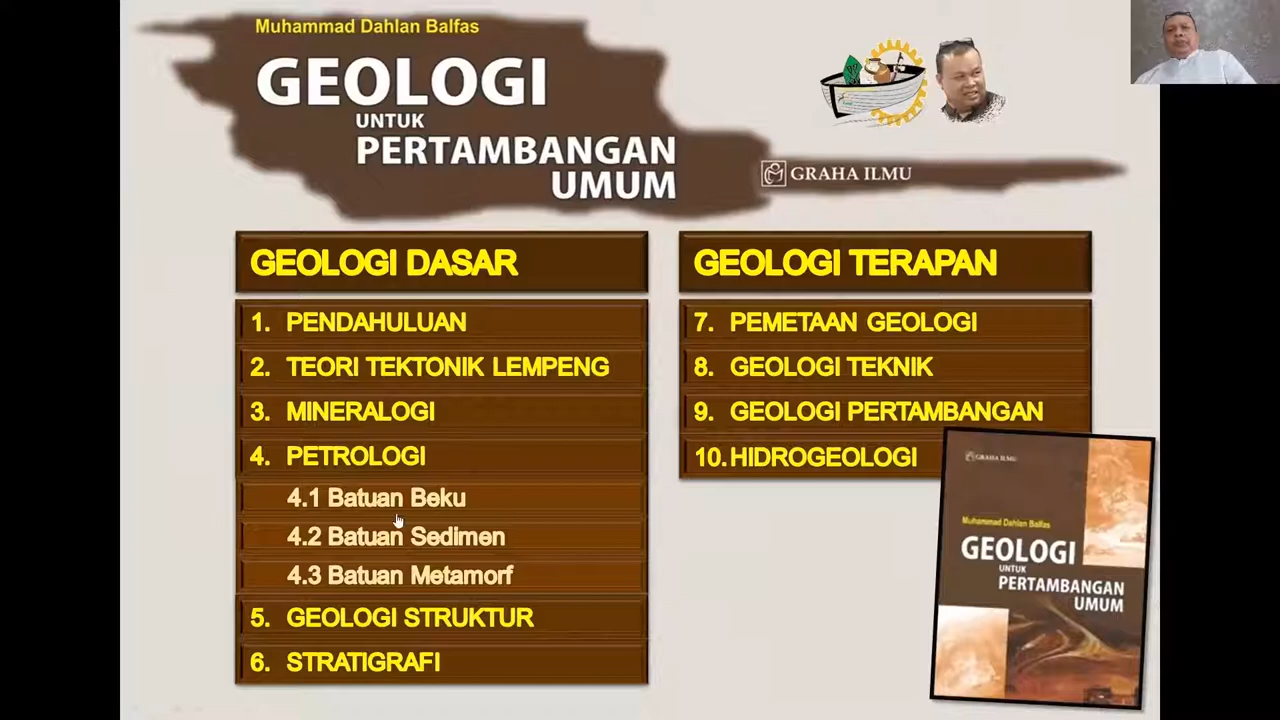 Muhammad Dahlan Balfas
GEOLOGI
UNTUK
PERTAMBANGAN
UMUM
GRAHA ILMU
GEOLOGI DASAR
1. PENDAHULUAN
2. TEORI TEKTONIK LEMPENG
3. MINERALOGI
4. PETROLOGI
4.1 Batuan Beku
4.2 Batuan Sedimen
4.3 Batuan Metamorf
5. GEOLOGI STRUKTUR
6. STRATIGRAFI
GEOLOGI TERAPAN
7. PEMETAAN GEOLOGI
8. GEOLOGI TEKNIK
9. GEOLOGI PERTAMBANGAN
10. HIDROGEOLOGI
GRAHA ILMU
Muhammad Dahlan Balfas
GEOLOGI
UNTUK
PERTAMBANGAN
UMUM